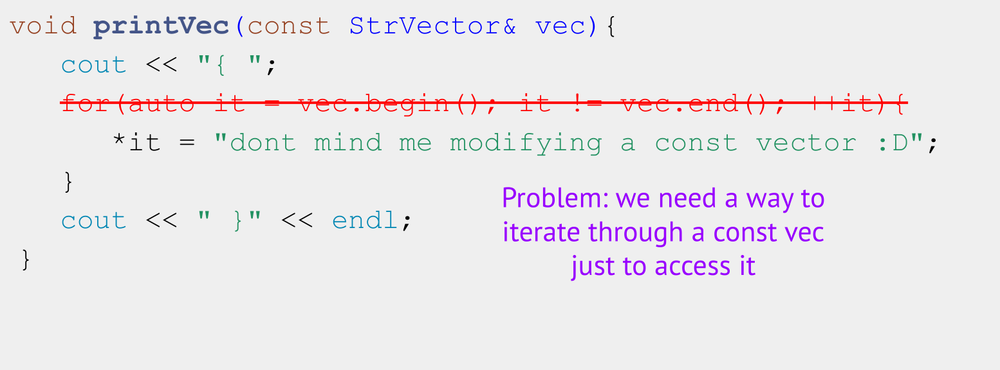 void printVec(const StrVector& vec){
cout << "{ ";
for(auto it = vec.begin(); it != vec.end(); ++it){
*it = "dont mind me modifying a const vector :D";
}
cout << " }" << endl;
}
Problem: we need a way to
iterate through a const vec
just to access it